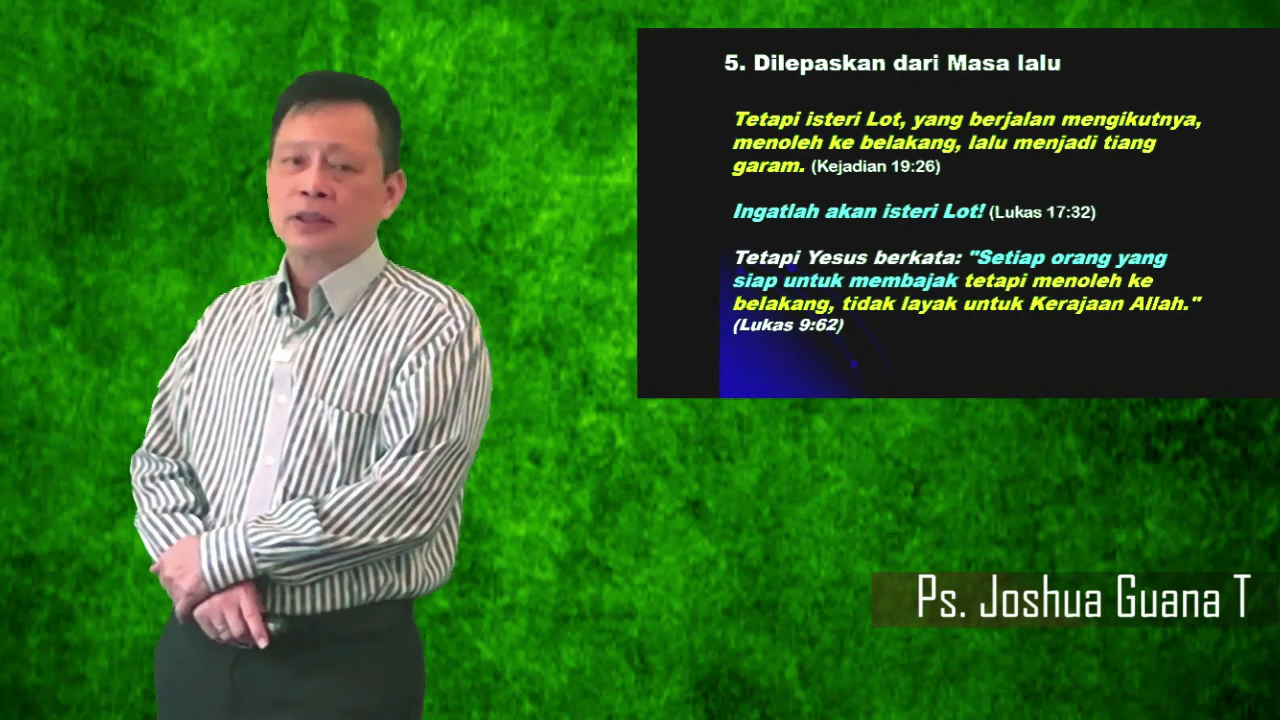 5. Dilepaskan dari Masa lalu
Tetapi isteri Lot, yang berjalan mengikutnya,
menoleh ke belakang, lalu menjadi tiang
garam. (Kejadian 19:26)
Ingatlah akan isteri Lot! (Lukas 17:32)
Tetapi Yesus berkata: "Setiap orang yang
siap untuk membajak tetapi menoleh ke
belakang, tidak layak untuk Kerajaan Allah."
(Lukas 9:62)
Ps. Joshua Guana T